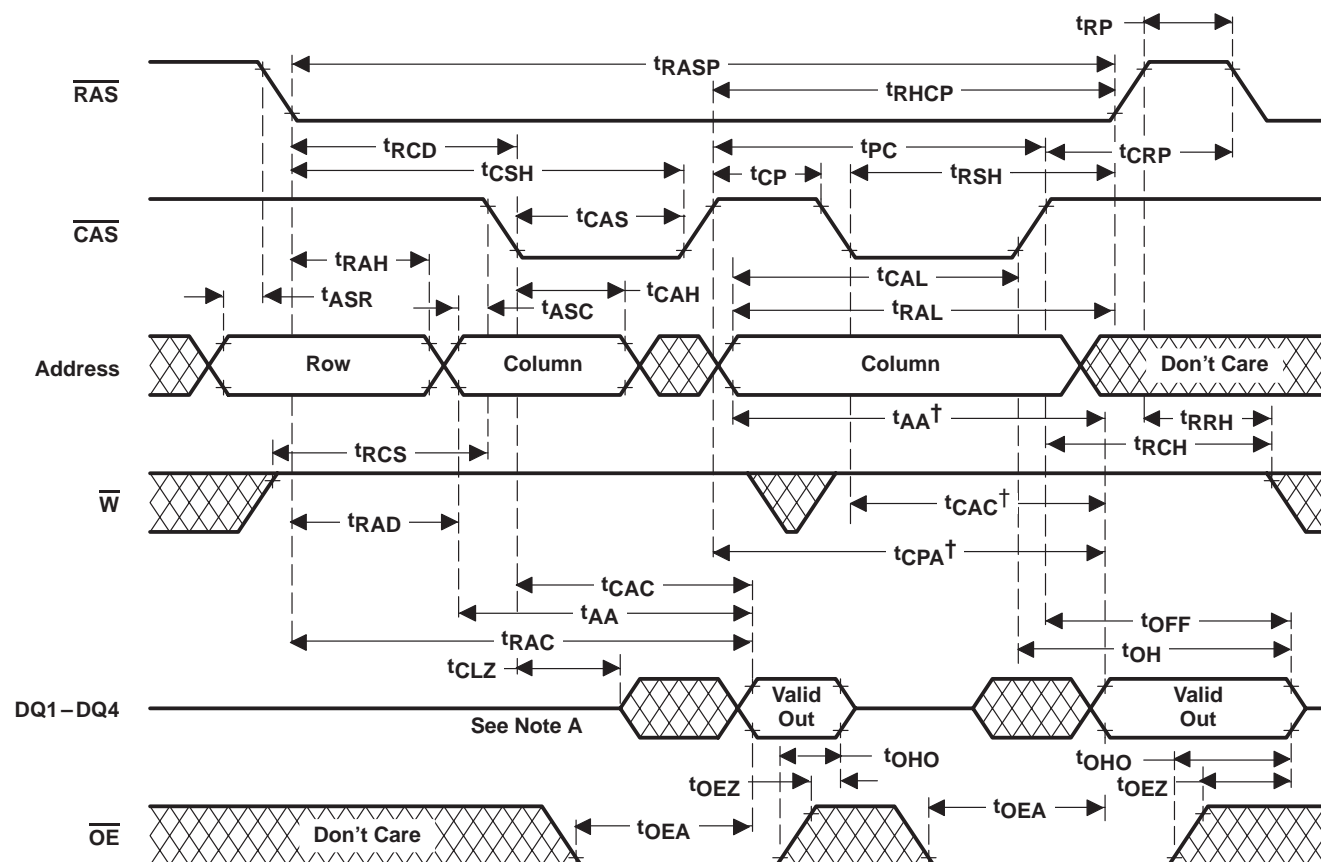 tRP
tRASP
RAS
tRHCP
tRCD
tPC
tCRP
tCSH
tCP
tRSH
tCAS
CAS
tRAH
tCAL
tASR
tASC
tCAH
tRAL
Address
Row
Column
Column
Don't Care
tAA†
tRRH
tRCS
tRCH
W
tCAC†
tRAD
tCPA†
tCAC
tAA
tOFF
tRAC
tOH
tCLZ
DQ1–DQ4
See Note A
Valid
Out
Valid
Out
tOHO
tOHO
tOEZ
tOEZ
OE
Don't Care
tOEA
tOEA